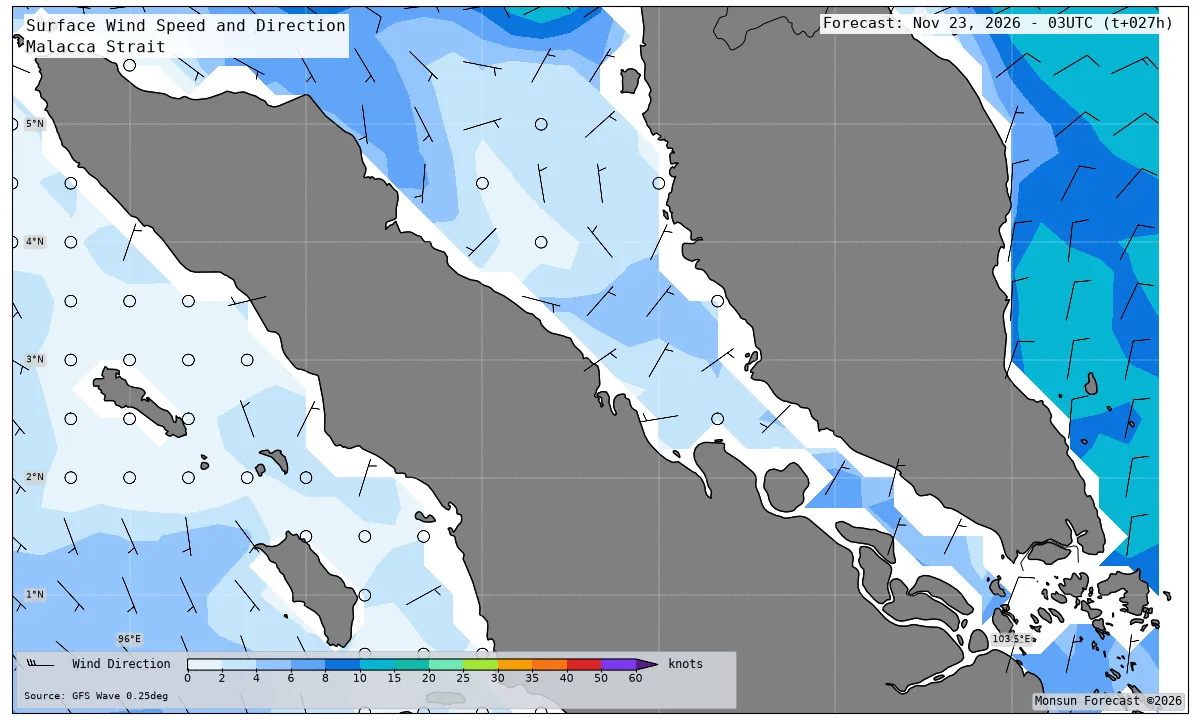 Surface Wind Speed and Direction
Malacca Strait
Forecast: Nov 23, 2026 - 03UTC (t+027h)
5°N
4°N
3°N
2°N
1°N
96°E
103.5°E
Wind Direction
knots
0 2 4 6 8 10 15 20 25 30 35 40 50 60
Source: GFS Wave 0.25deg
Monsun Forecast ©2026